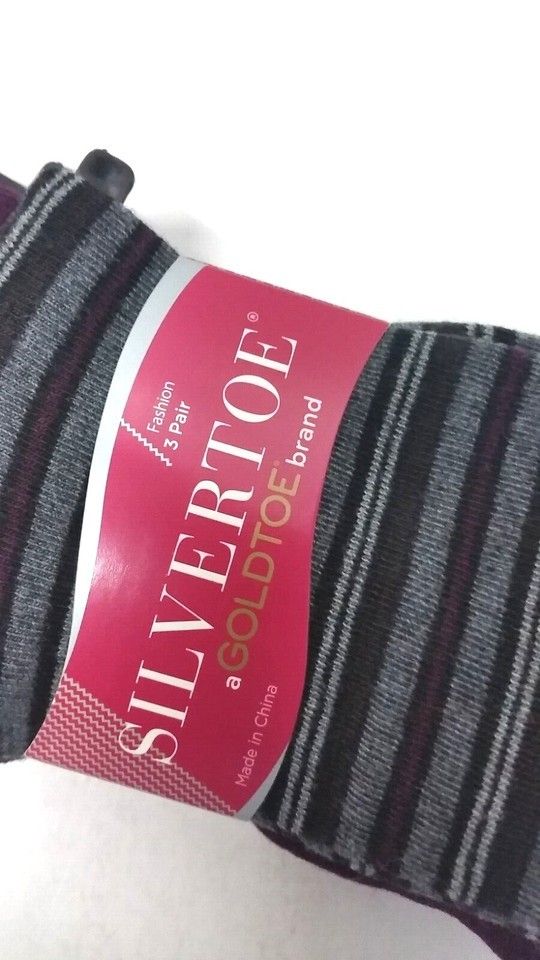 Fashion
3 Pair
SILVERTOE®
a GOLDTOE® brand
Made in China